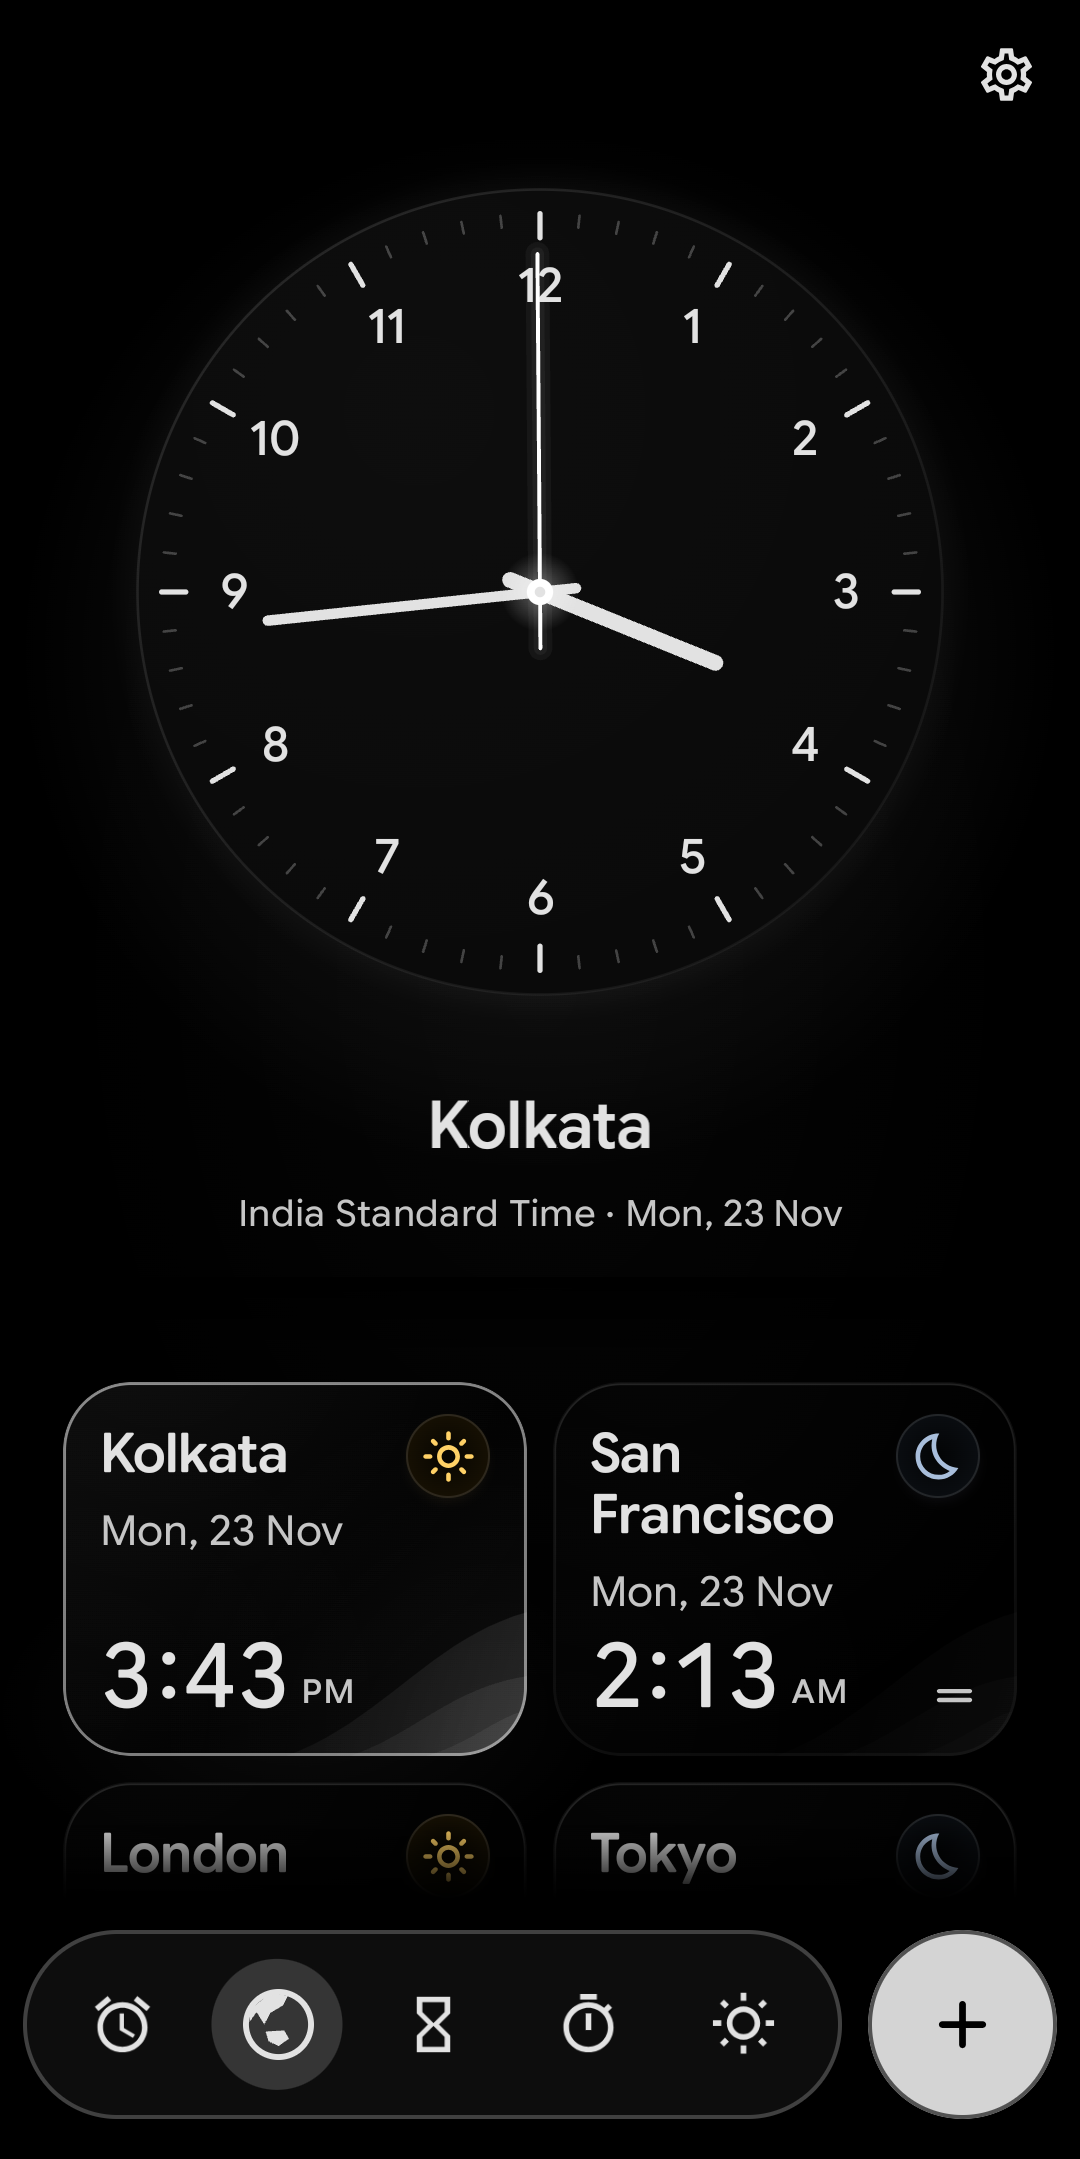 12
11
1
10
2
9
3
8
4
7
5
6
Kolkata
India Standard Time · Mon, 23 Nov
Kolkata
Mon, 23 Nov
3:43 PM
San
Francisco
Mon, 23 Nov
2:13 AM
London
Tokyo